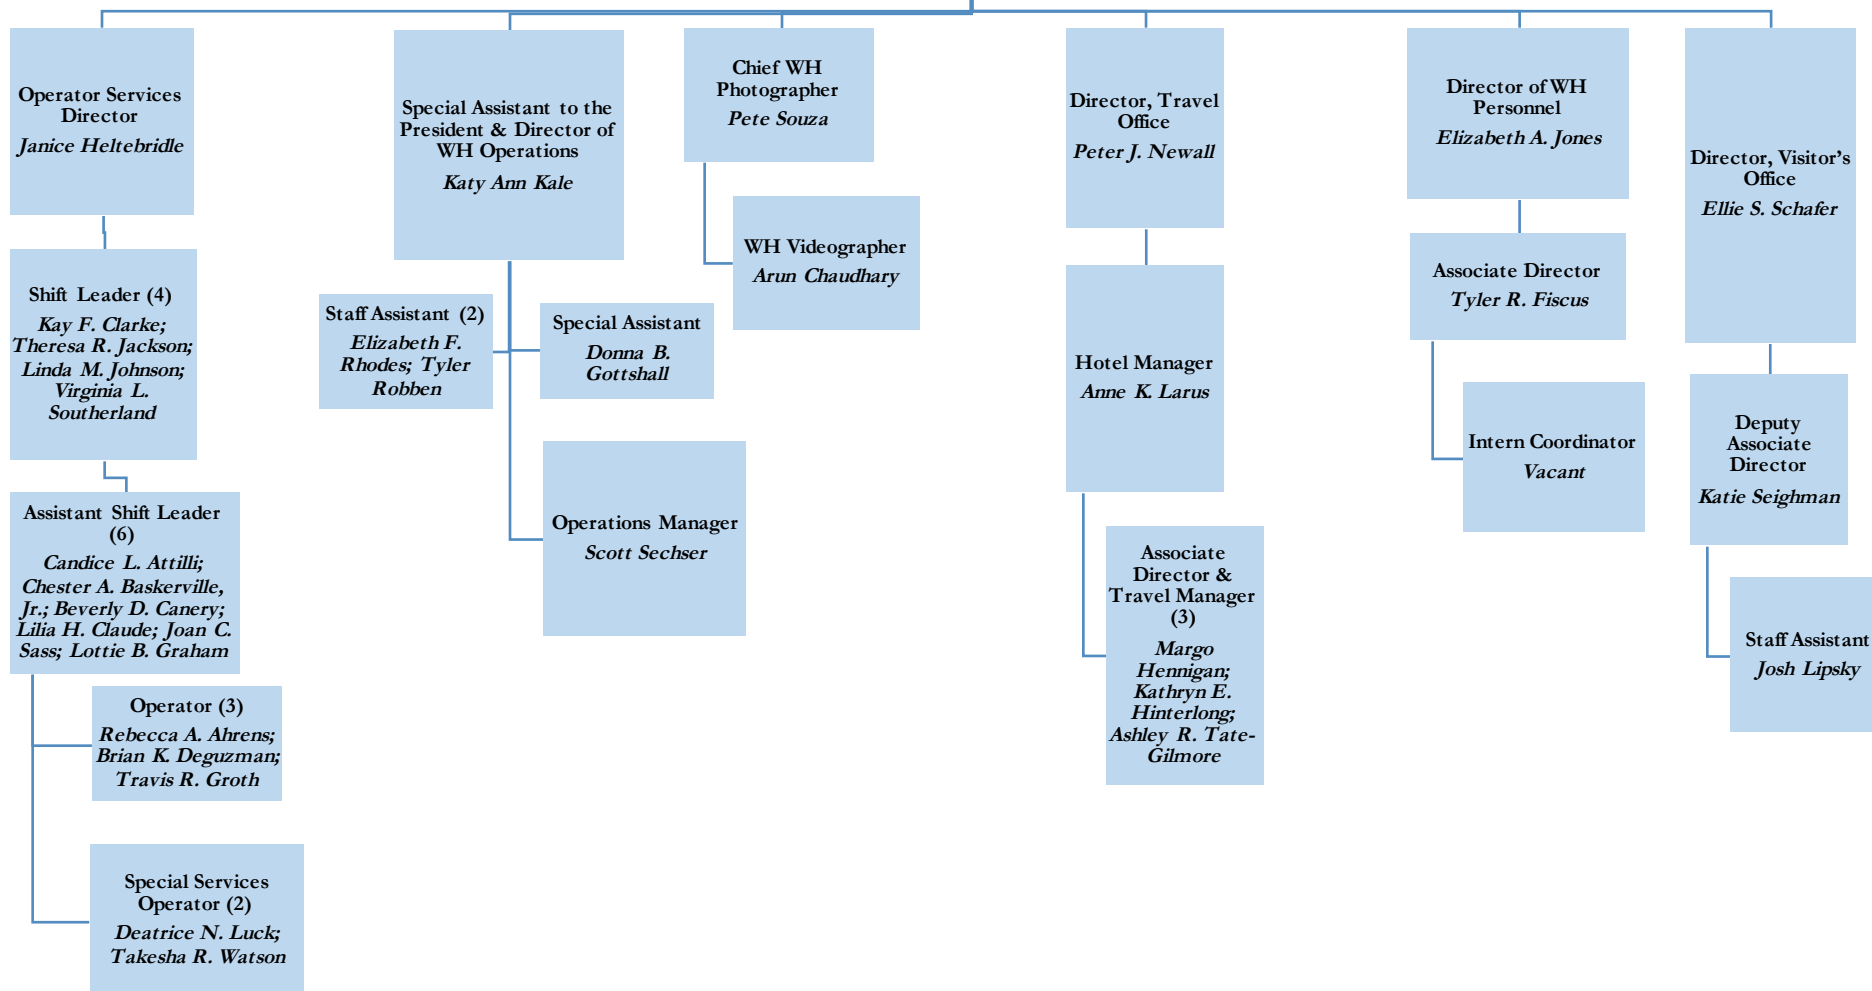 Operator Services
Director
Janice Heltebridle
Shift Leader (4)
Kay F. Clarke;
Theresa R. Jackson;
Linda M. Johnson;
Virginia L.
Southerland
Assistant Shift Leader
(6)
Candice L. Attilli;
Chester A. Baskerville,
Jr.; Beverly D. Canery;
Lilia H. Claude; Joan C.
Sass; Lottie B. Graham
Operator (3)
Rebecca A. Ahrens;
Brian K. Deguzman;
Travis R. Groth
Special Services
Operator (2)
Deatrice N. Luck;
Takesha R. Watson
Special Assistant to the
President & Director of
WH Operations
Katy Ann Kale
Staff Assistant (2)
Elizabeth F.
Rhodes; Tyler
Robben
Special Assistant
Donna B.
Gottshall
Operations Manager
Scott Sechser
Chief WH
Photographer
Pete Souza
WH Videographer
Arun Chaudhary
Director, Travel
Office
Peter J. Newall
Hotel Manager
Anne K. Larus
Associate
Director &
Travel Manager
(3)
Margo
Hennigan;
Kathryn E.
Hinterlong;
Ashley R. Tate-
Gilmore
Director of WH
Personnel
Elizabeth A. Jones
Associate Director
Tyler R. Fiscus
Intern Coordinator
Vacant
Director, Visitor’s
Office
Ellie S. Schafer
Deputy
Associate
Director
Katie Seighman
Staff Assistant
Josh Lipsky